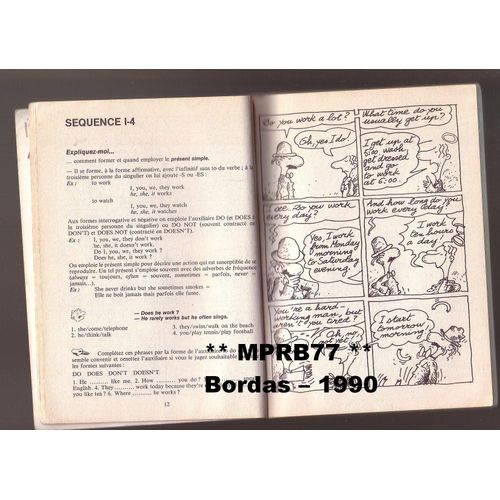 SEQUENCE I-4
Expliquez-moi...
... comment former et quand employer le présent simple.
— Il se forme, à la forme affirmative, avec l'infinitif sans to du verbe ; à la
troisième personne du singulier on lui ajoute -S ou -ES :
Ex : to work
I, you, we, they work
he, she, it works
to watch
I, you, we, they watch
he, she, it watches
Aux formes interrogative et négative on emploie l'auxiliaire DO (et DOES à
la troisième personne du singulier) ou DO NOT (souvent contracté en
DON'T) et DOES NOT (contracté en DOESN'T).
Ex : I, you, we, they don't work
he, she, it doesn't work.
Do I, you, we, they work ?
Does he, she, it work ?
On emploie le présent simple pour décrire une action qui est susceptible de se
reproduire. Un tel présent s'emploie souvent avec des adverbes de fréquence
(always = toujours, often = souvent, sometimes = parfois, never =
jamais...).
Ex : She never drinks but she sometimes smokes =
Elle ne boit jamais mais parfois elle fume.
— Does he work ?
— He rarely works but he often sings.
1. she/come/telephone
2. he/think/talk
3. they/swim/walk on the beach
4. you/play tennis/play football
Complétez ces phrases par la forme de l'auxiliaire
semble convenir et omettez l'auxiliaire si vous le jugez souhaitable
les formes suivantes :
DO DOES DON'T DOESN'T
1. He ......... like me. 2. How ......... you do ?
English. 4. They ......... work today because they're
you like ten ? 6. Where ......... he works ?
12
Do you work a lot?
Oh, yes I do!
What time do you
usually get up?
I get up at
5:00 wash,
get dressed
and go
to work
at 6:00.
I see. Do you work
every day?
Yes, I work
from Monday
morning
to Saturday
evening.
And how long do you
work every day?
I work
ten hours
a day.
You're a hard-
working man, but
aren't you tired?
Oh, no
I start
tomorrow
morning.
** MPRB77 **
Bordas – 1990